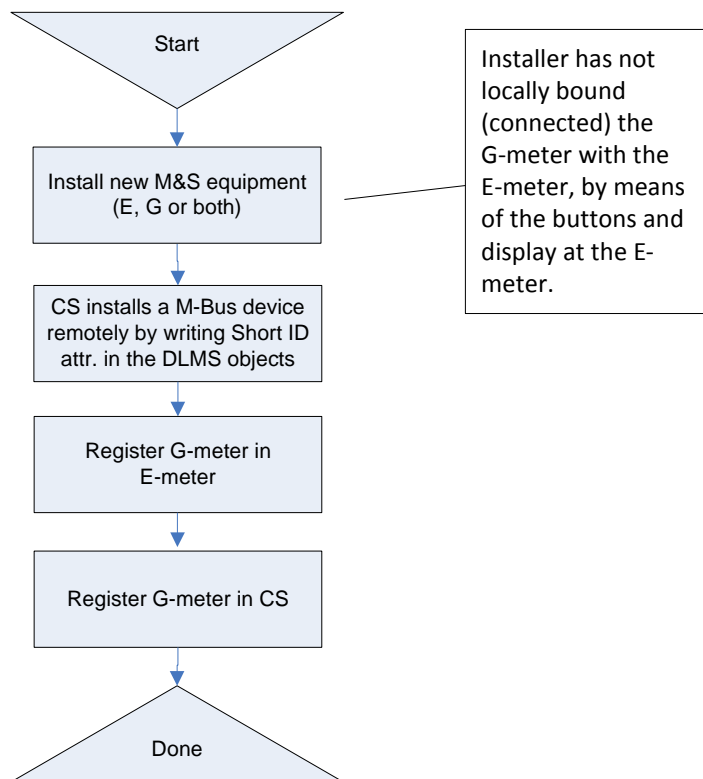 Start
Installer has not
locally bound
(connected) the
G-meter with the
E-meter, by means
of the buttons and
display at the E-
meter.
Install new M&S equipment
(E, G or both)
CS installs a M-Bus device
remotely by writing Short ID
attr. in the DLMS objects
Register G-meter in
E-meter
Register G-meter in CS
Done